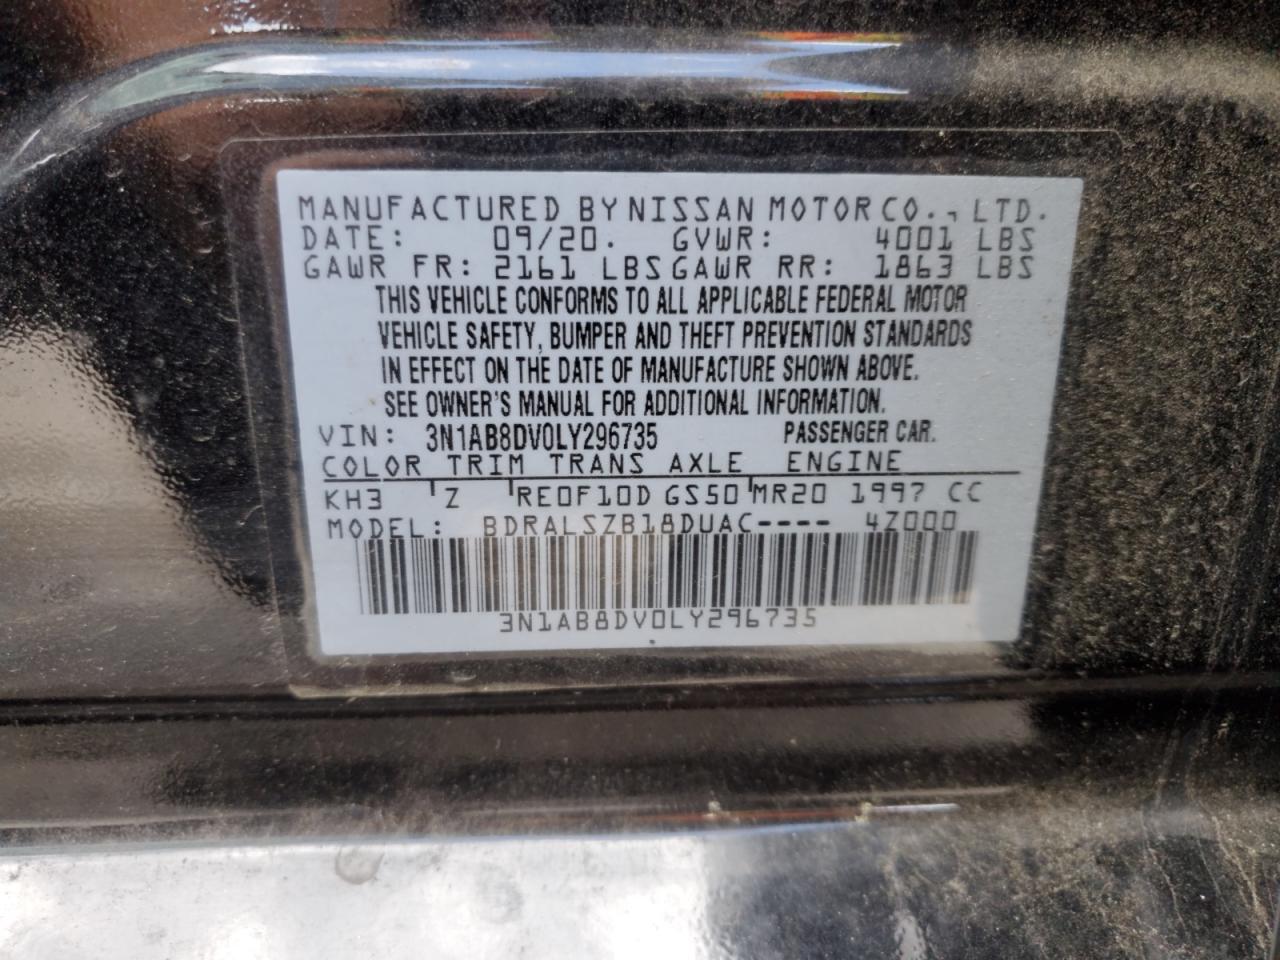 MANUFACTURED BY NISSAN MOTOR CO., LTD.
DATE: 09/20. GVWR: 4001 LBS
GAWR FR: 2161 LBS GAWR RR: 1863 LBS
THIS VEHICLE CONFORMS TO ALL APPLICABLE FEDERAL MOTOR
VEHICLE SAFETY, BUMPER AND THEFT PREVENTION STANDARDS
IN EFFECT ON THE DATE OF MANUFACTURE SHOWN ABOVE.
SEE OWNER'S MANUAL FOR ADDITIONAL INFORMATION.
VIN: 3N1AB8DV0LY296735 PASSENGER CAR.
COLOR TRIM TRANS AXLE ENGINE
KH3 Z RE0F10D GS50 MR20 1997 CC
MODEL: BDRALSZB18DUAC---- 4Z000
3N1AB8DV0LY296735